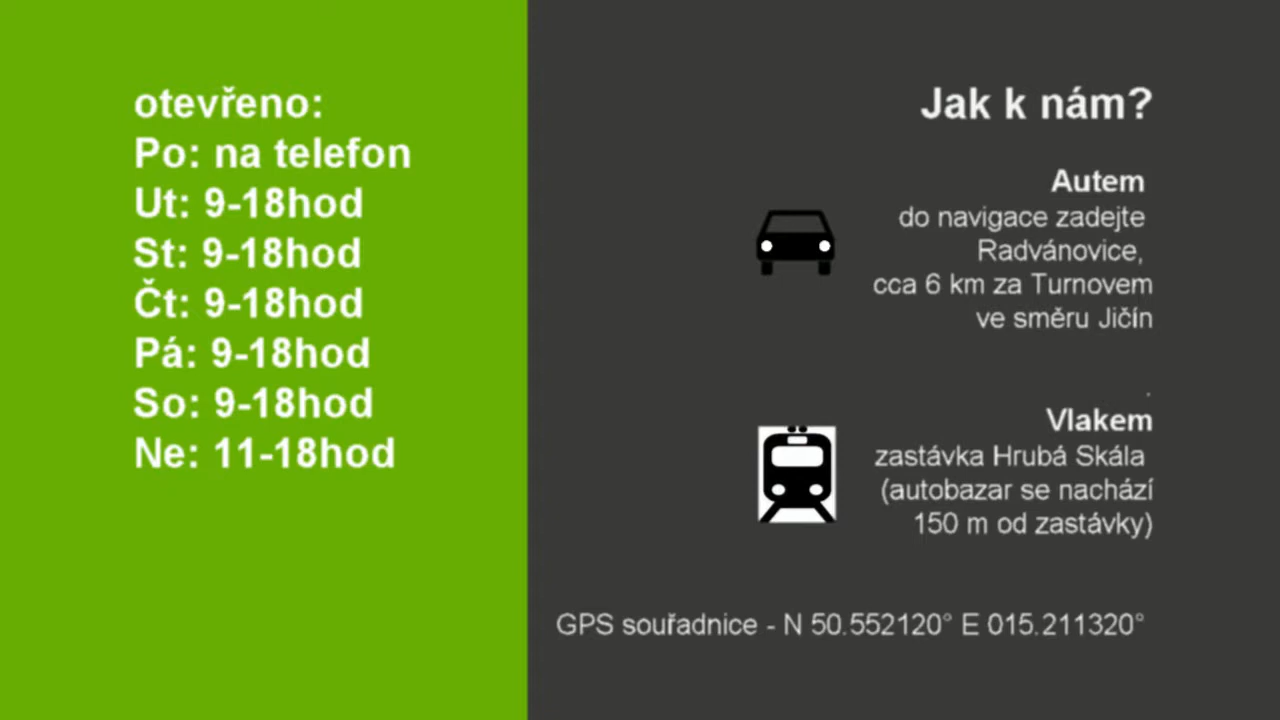 otevřeno:
Po: na telefon
Ut: 9-18hod
St: 9-18hod
Čt: 9-18hod
Pá: 9-18hod
So: 9-18hod
Ne: 11-18hod
Jak k nám?
Autem
do navigace zadejte
Radvánovice,
cca 6 km za Turnovem
ve směru Jičín
.
Vlakem
zastávka Hrubá Skála
(autobazar se nachází
150 m od zastávky)
GPS souřadnice - N 50.552120° E 015.211320°